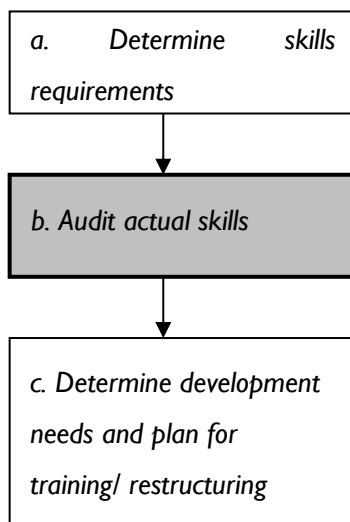 a. Determine skills
requirements
b. Audit actual skills
c. Determine development
needs and plan for
training/ restructuring